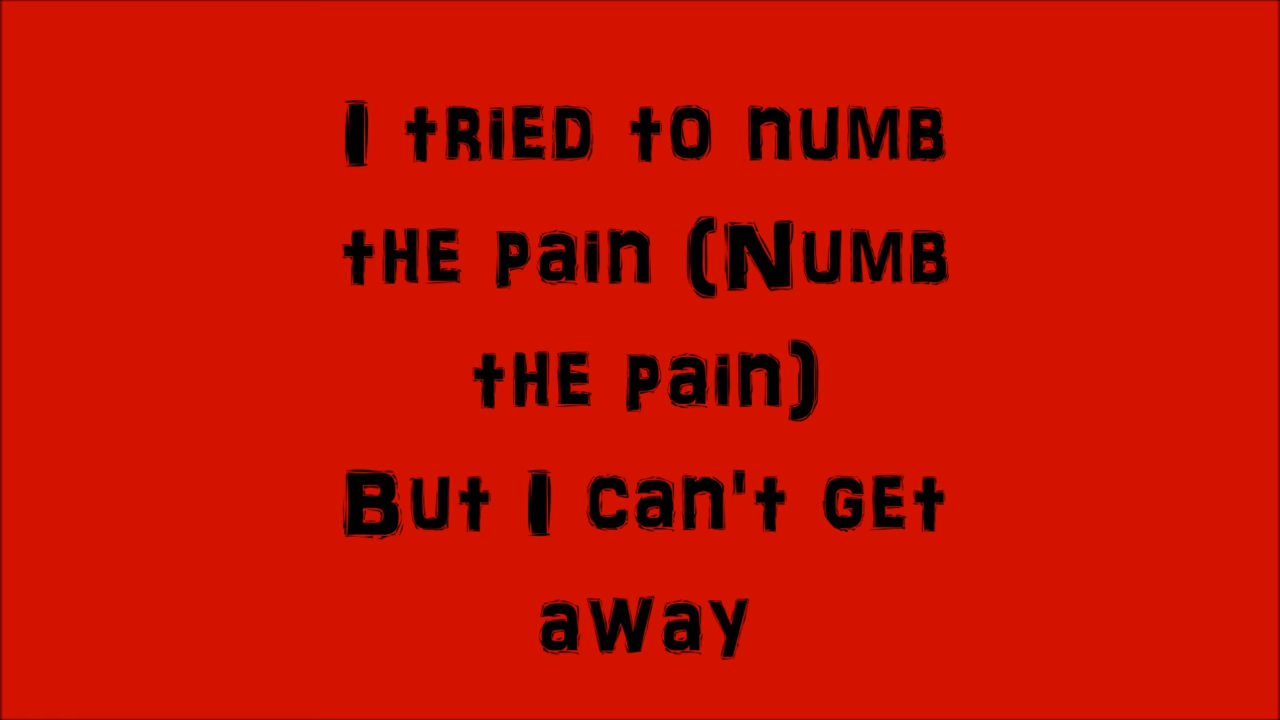 I tried to numb
the pain (Numb
the pain)
But I can't get
away